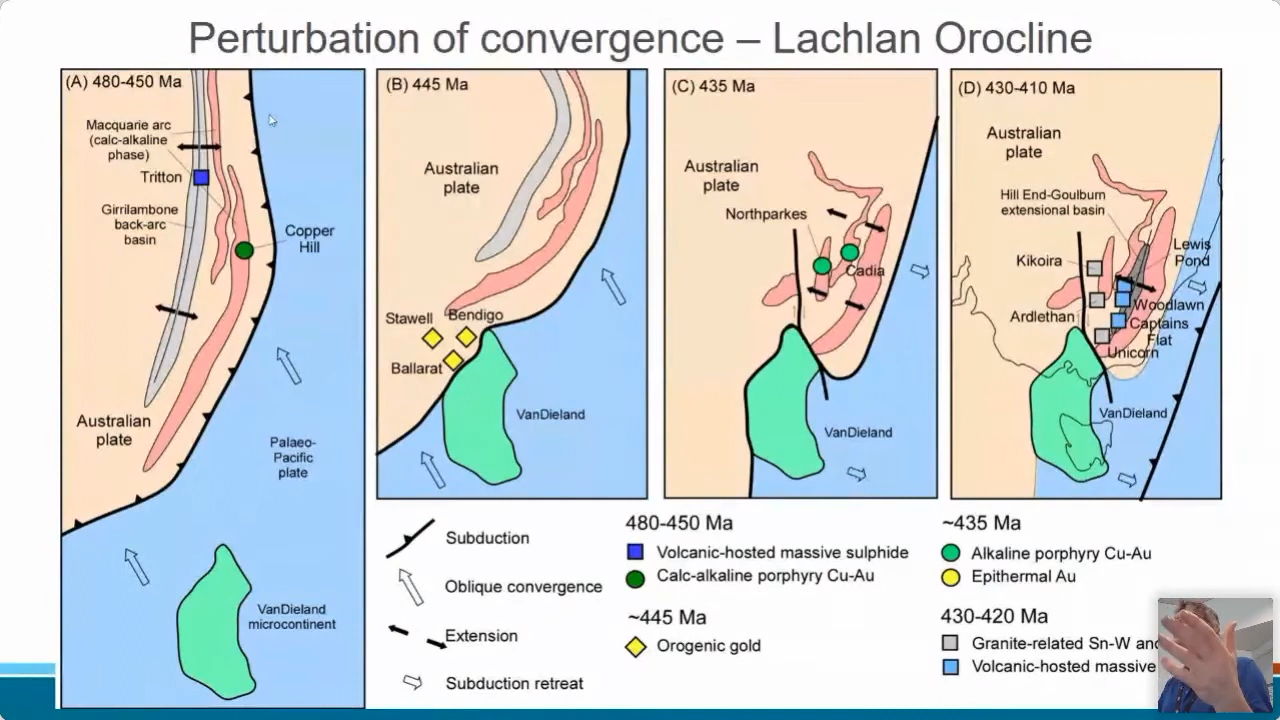 Perturbation of convergence – Lachlan Orocline
(A) 480-450 Ma
Macquarie arc
(calc-alkaline
phase)
Tritton
Girrilambone
back-arc
basin
Copper
Hill
Australian
plate
Palaeo-
Pacific
plate
VanDieland
microcontinent
(B) 445 Ma
Australian
plate
Stawell
Bendigo
Ballarat
VanDieland
(C) 435 Ma
Australian
plate
Northparkes
Cadia
VanDieland
(D) 430-410 Ma
Australian
plate
Hill End-Goulburn
extensional basin
Lewis
Pond
Kikoira
Woodlawn
Ardlethan
Captains
Flat
Unicorn
VanDieland
Subduction
Oblique convergence
Extension
Subduction retreat
480-450 Ma
Volcanic-hosted massive sulphide
Calc-alkaline porphyry Cu-Au
~445 Ma
Orogenic gold
~435 Ma
Alkaline porphyry Cu-Au
Epithermal Au
430-420 Ma
Granite-related Sn-W and
Volcanic-hosted massive